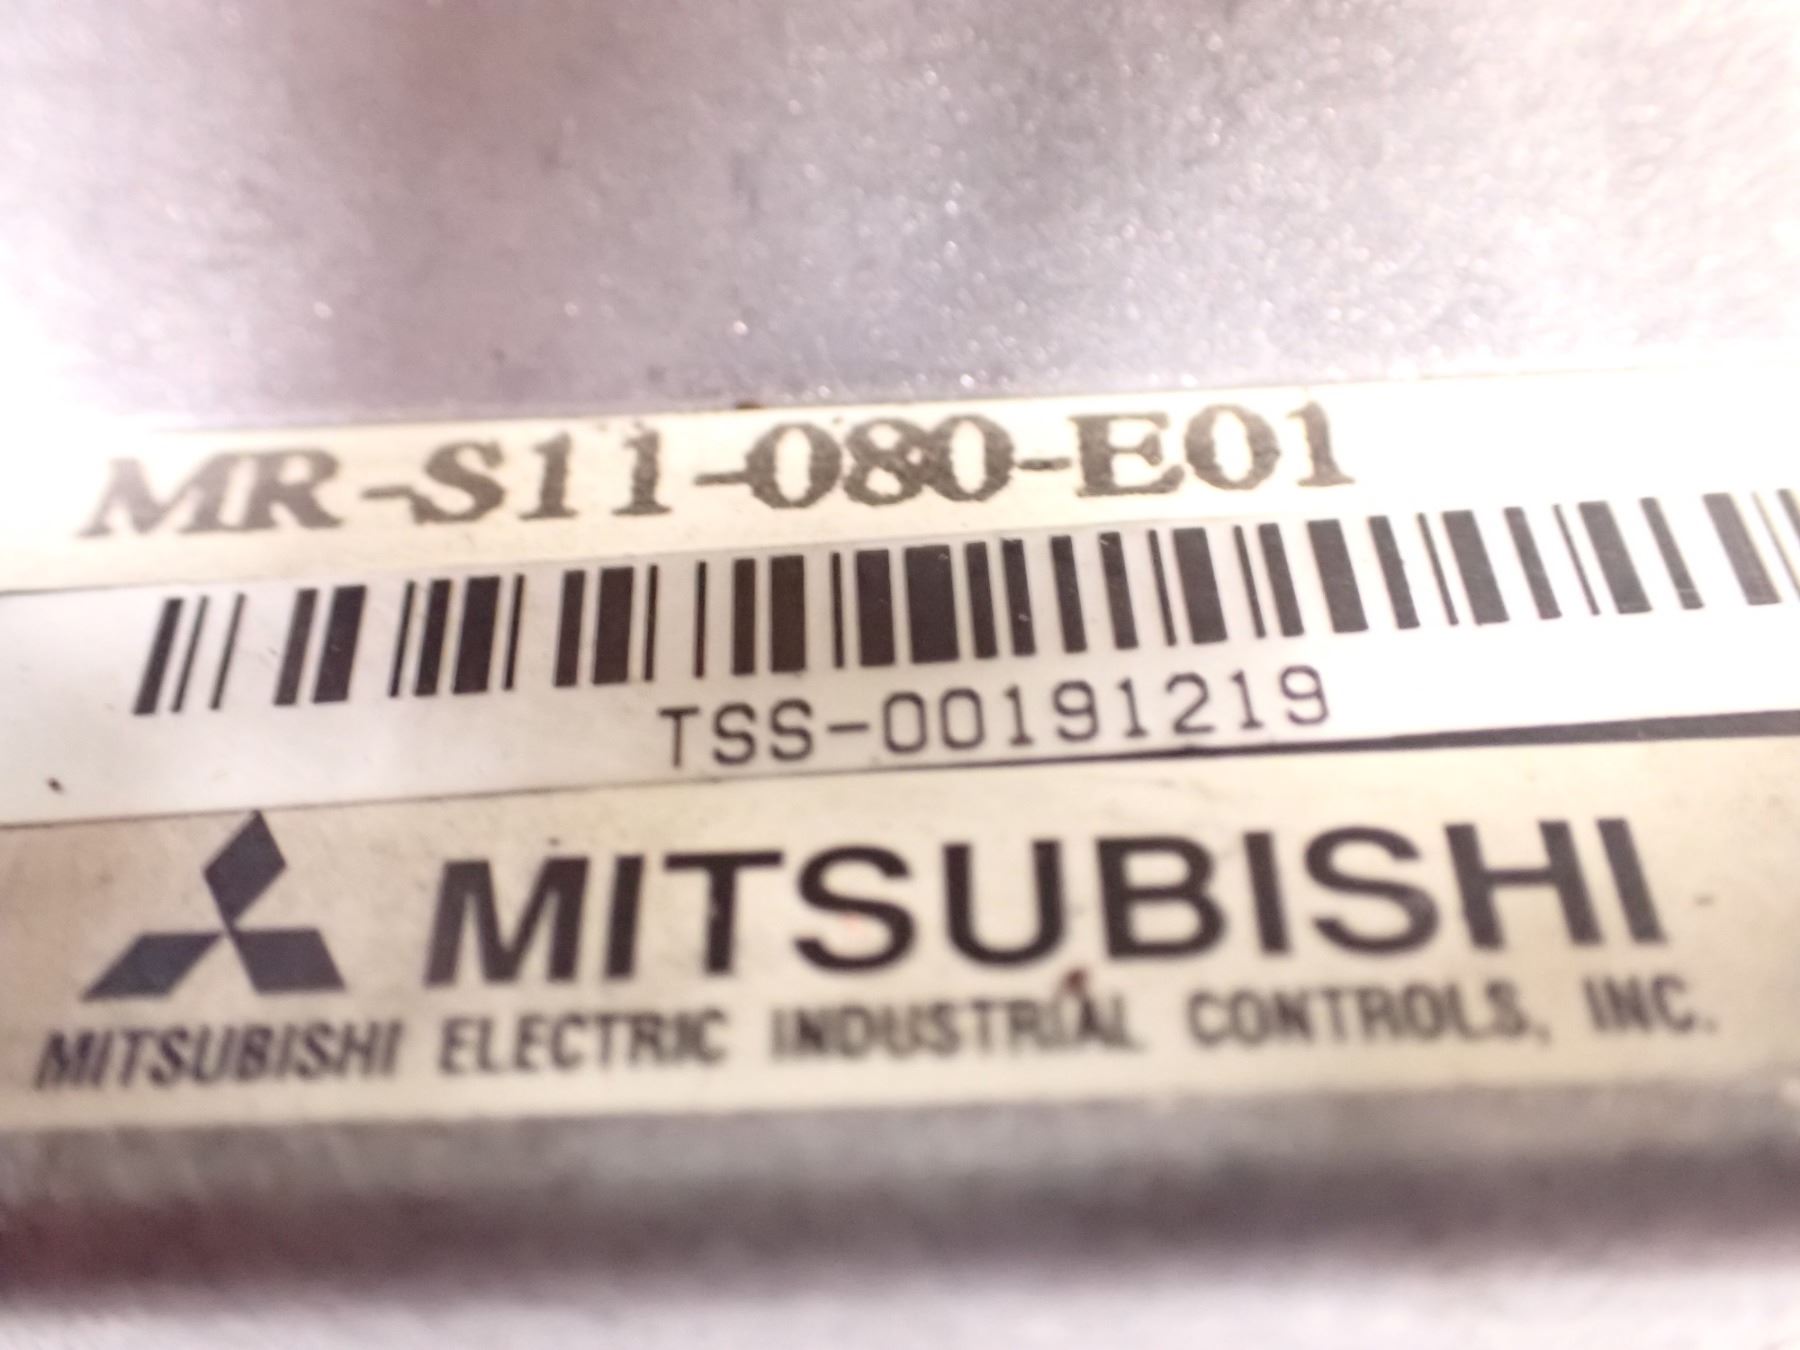 MR-S11-080-E01
TSS-00191219
MITSUBISHI
MITSUBISHI ELECTRIC INDUSTRIAL CONTROLS, INC.